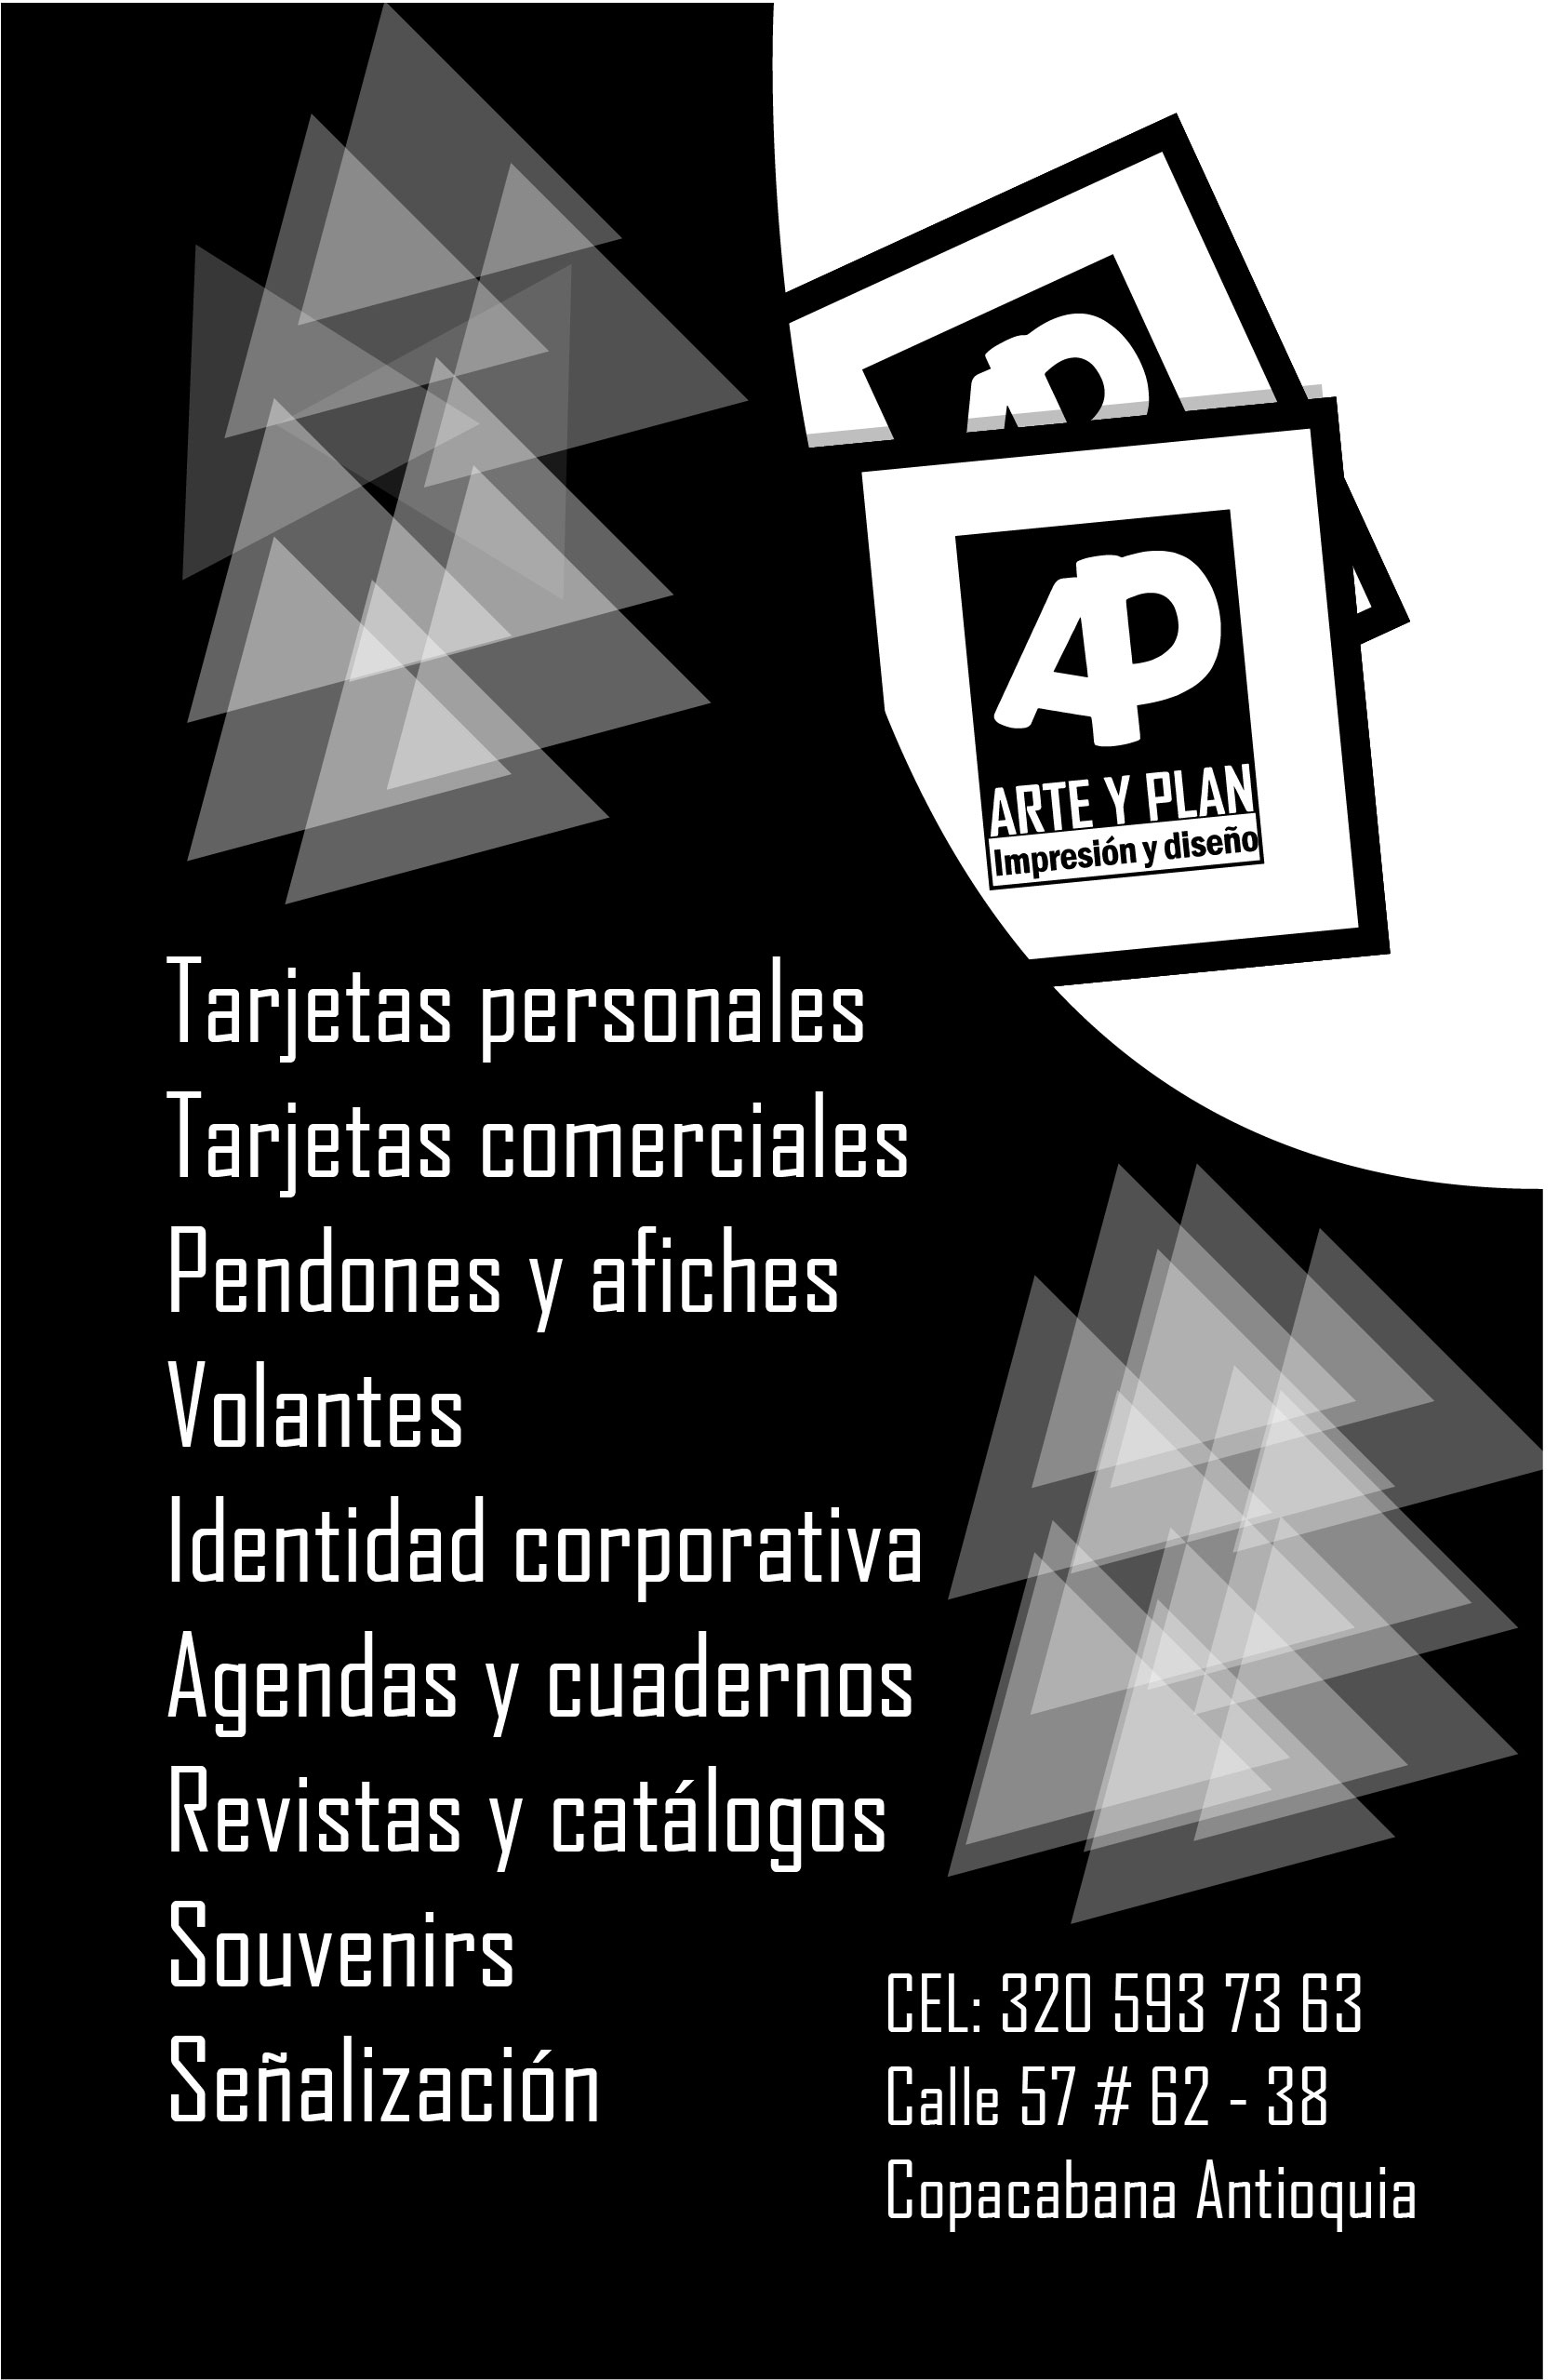 AP
AP
ARTE Y PLAN
Impresión y diseño
Tarjetas personales
Tarjetas comerciales
Pendones y afiches
Volantes
Identidad corporativa
Agendas y cuadernos
Revistas y catálogos
Souvenirs
Señalización
CEL: 320 593 73 63
Calle 57 # 62 - 38
Copacabana Antioquia